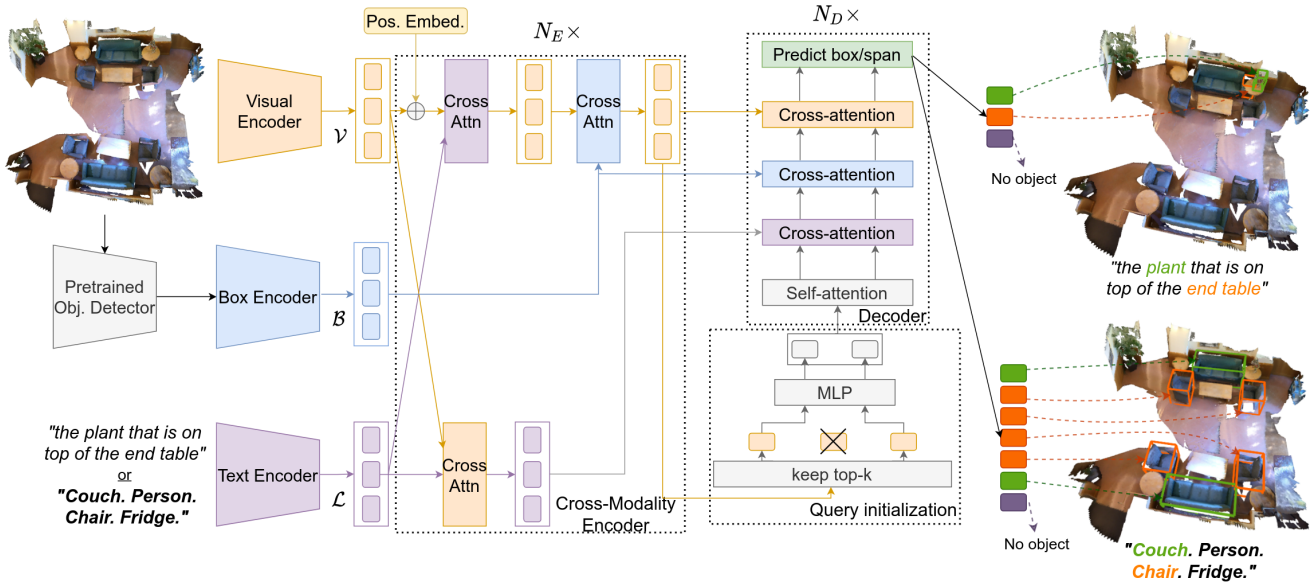 Pos. Embed.
N_E ×
N_D ×
Visual
Encoder
V
Cross
Attn
Cross
Attn
Predict box/span
Cross-attention
Cross-attention
Cross-attention
Self-attention
Decoder
No object
"the plant that is on
top of the end table"
Pretrained
Obj. Detector
Box Encoder
B
MLP
keep top-k
Query initialization
"the plant that is on
top of the end table"
or
"Couch. Person.
Chair. Fridge."
Text Encoder
L
Cross
Attn
Cross-Modality
Encoder
No object
"Couch. Person.
Chair. Fridge."